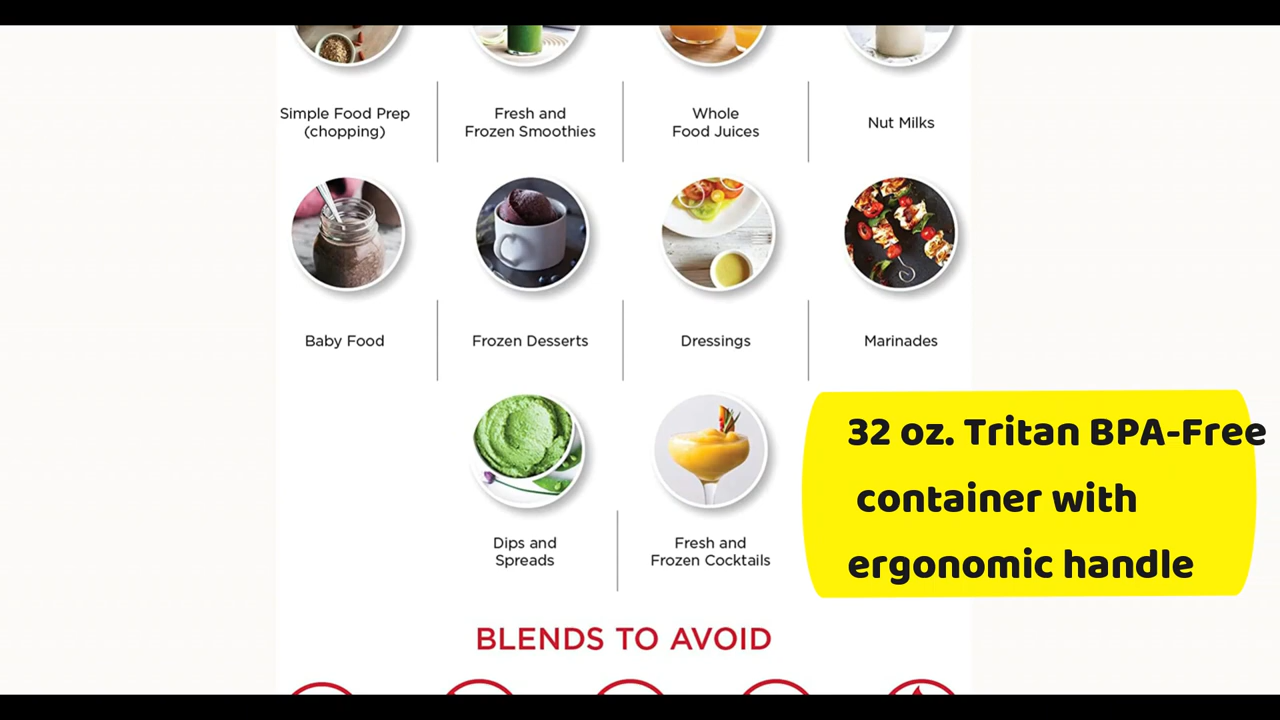 Simple Food Prep
(chopping)
Fresh and
Frozen Smoothies
Whole
Food Juices
Nut Milks
Baby Food
Frozen Desserts
Dressings
Marinades
Dips and
Spreads
Fresh and
Frozen Cocktails
32 oz. Tritan BPA-Free
container with
ergonomic handle
BLENDS TO AVOID